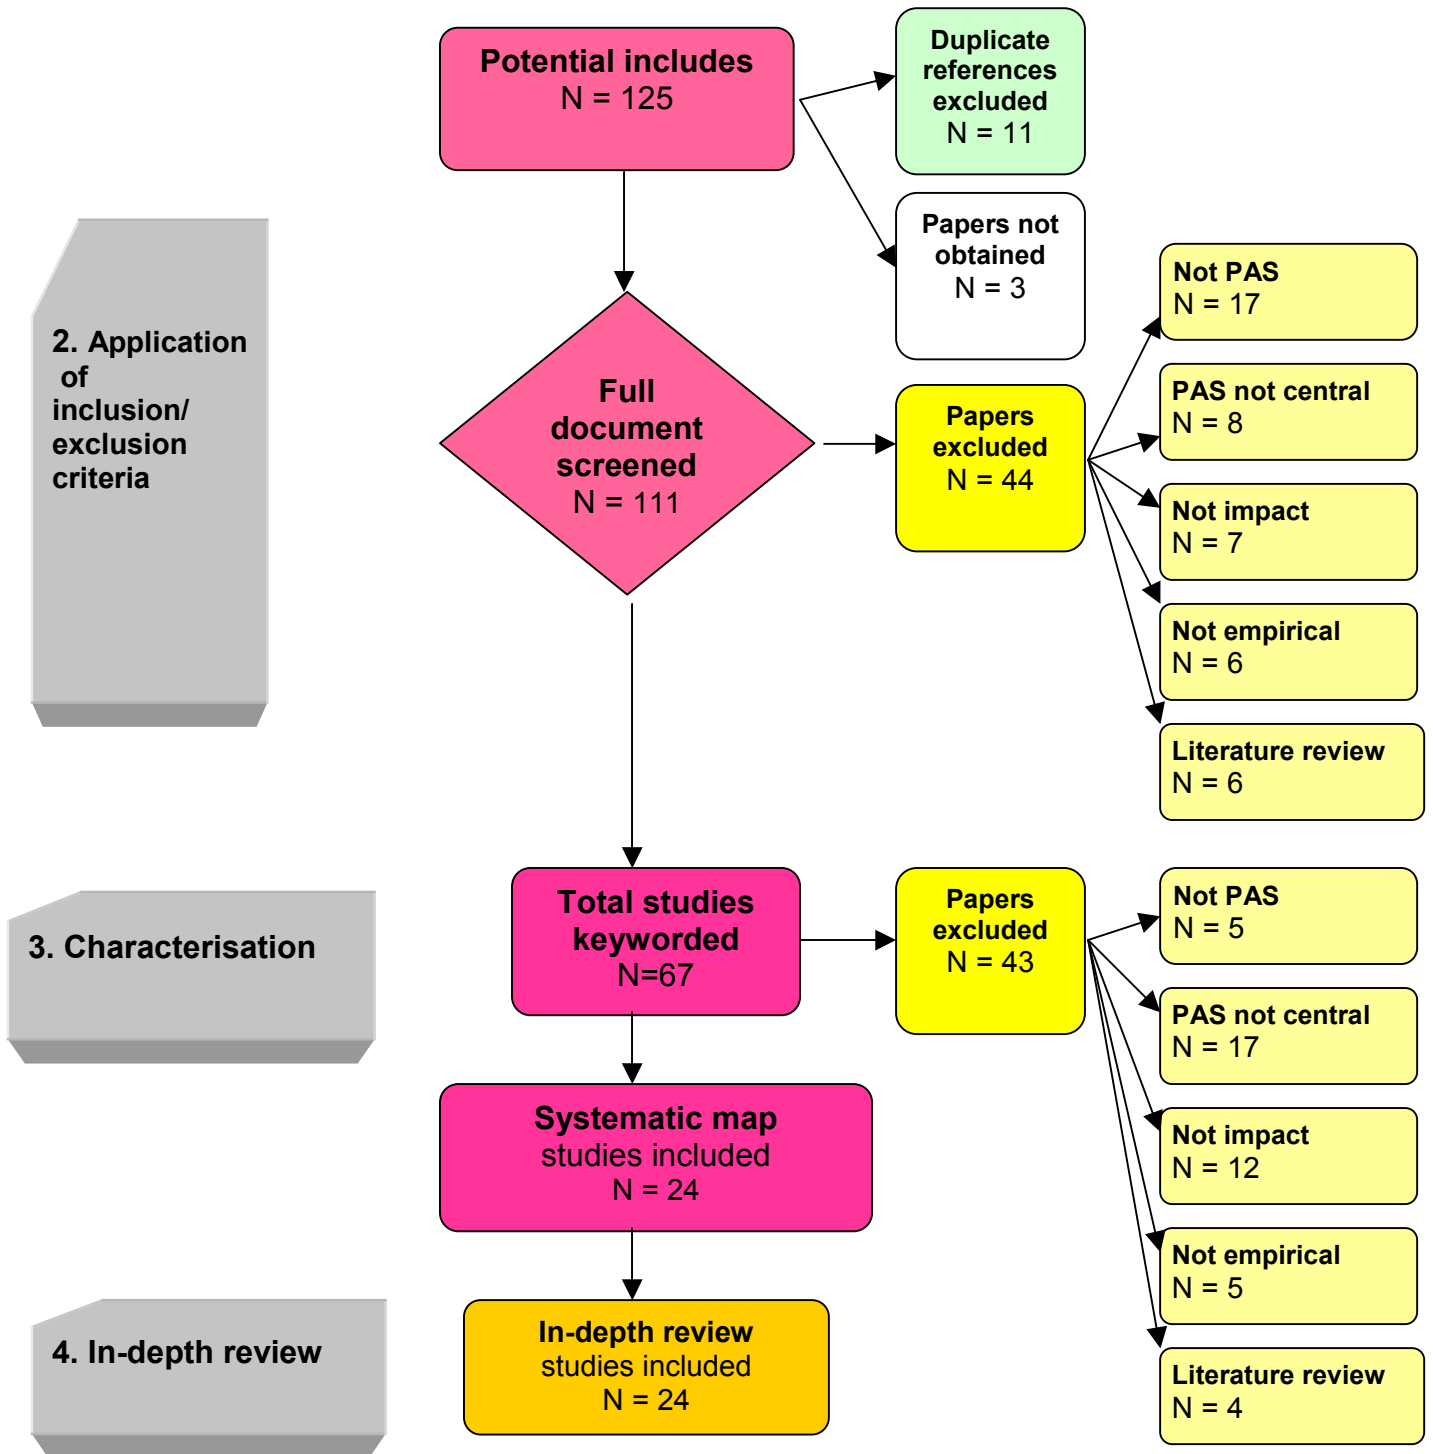 Potential includes
N = 125
Duplicate
references
excluded
N = 11
Papers not
obtained
N = 3
2. Application
of
inclusion/
exclusion
criteria
Full
document
screened
N = 111
Papers
excluded
N = 44
Not PAS
N = 17
PAS not central
N = 8
Not impact
N = 7
Not empirical
N = 6
Literature review
N = 6
3. Characterisation
Total studies
keyworded
N=67
Papers
excluded
N = 43
Not PAS
N = 5
PAS not central
N = 17
Not impact
N = 12
Not empirical
N = 5
Literature review
N = 4
Systematic map
studies included
N = 24
4. In-depth review
In-depth review
studies included
N = 24